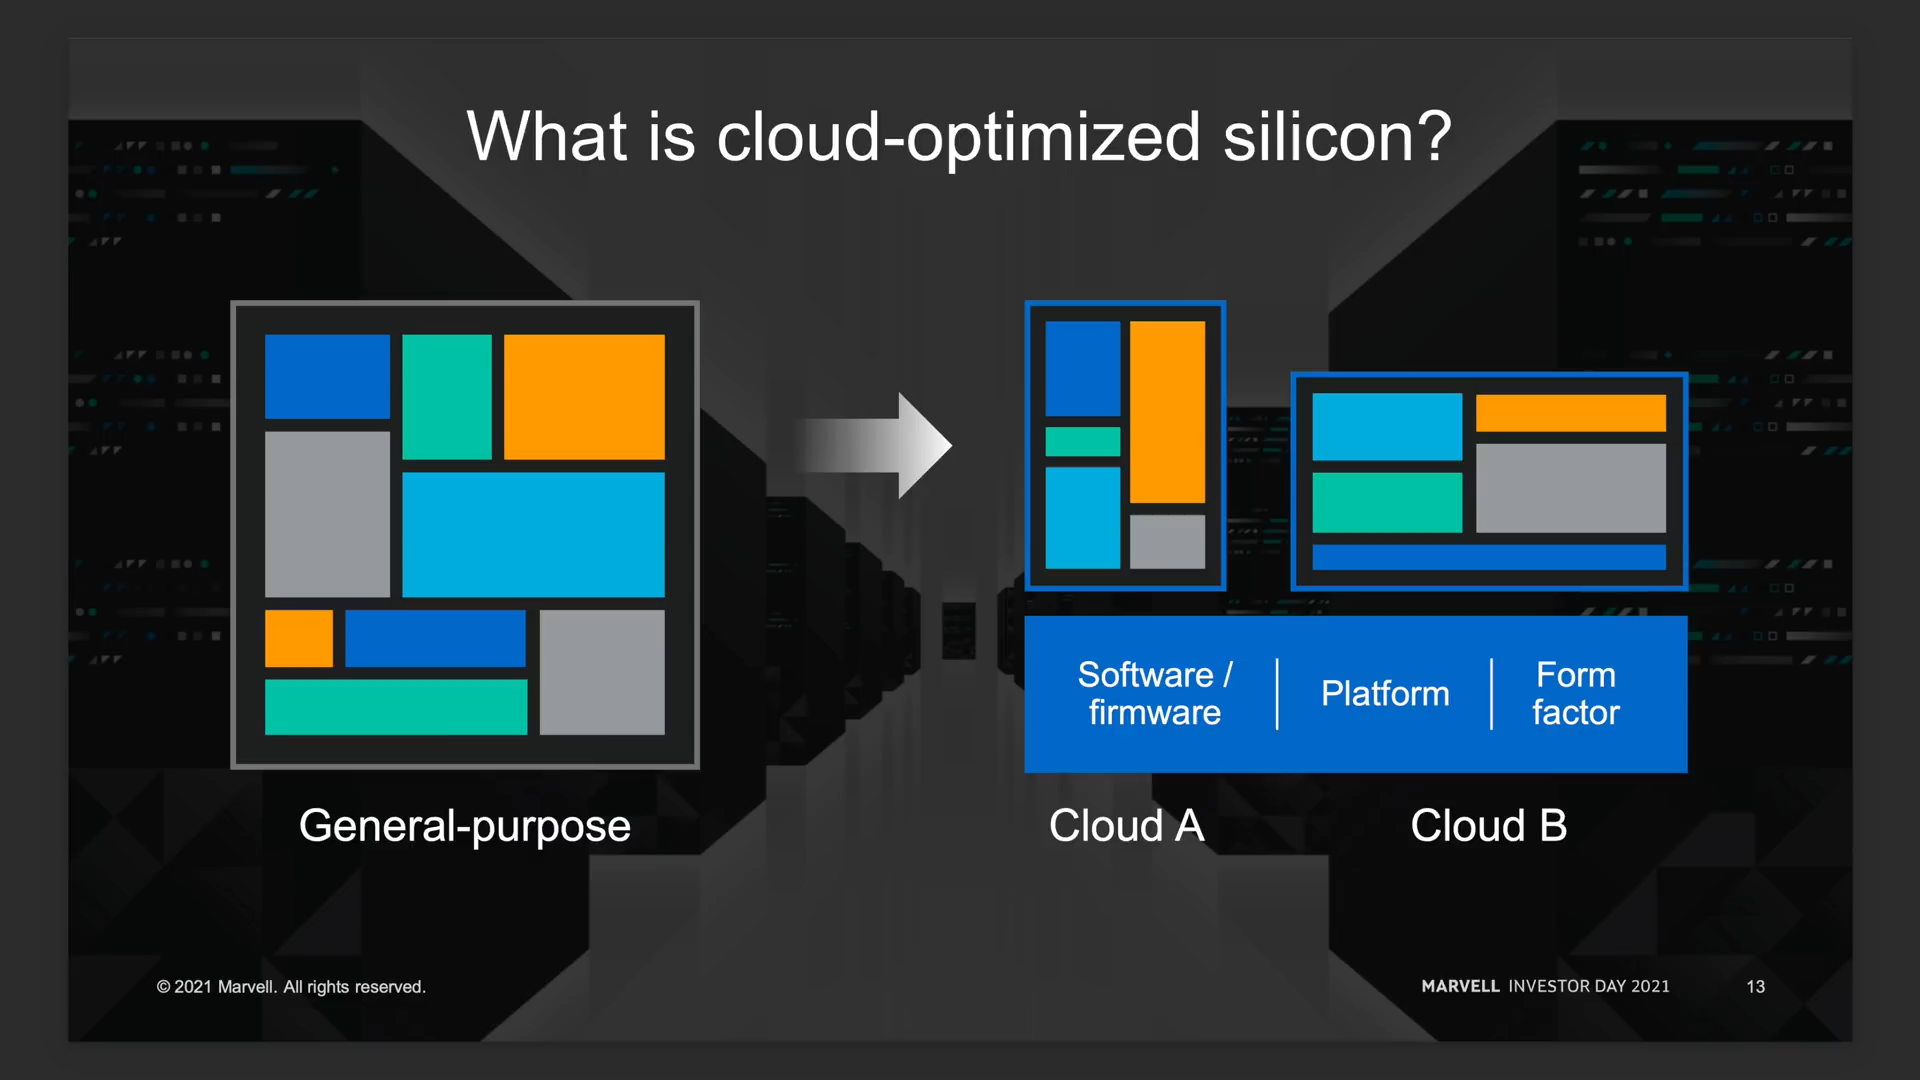 What is cloud-optimized silicon?
Software /
firmware
Platform
Form
factor
General-purpose
Cloud A
Cloud B
© 2021 Marvell. All rights reserved.
MARVELL INVESTOR DAY 2021
13